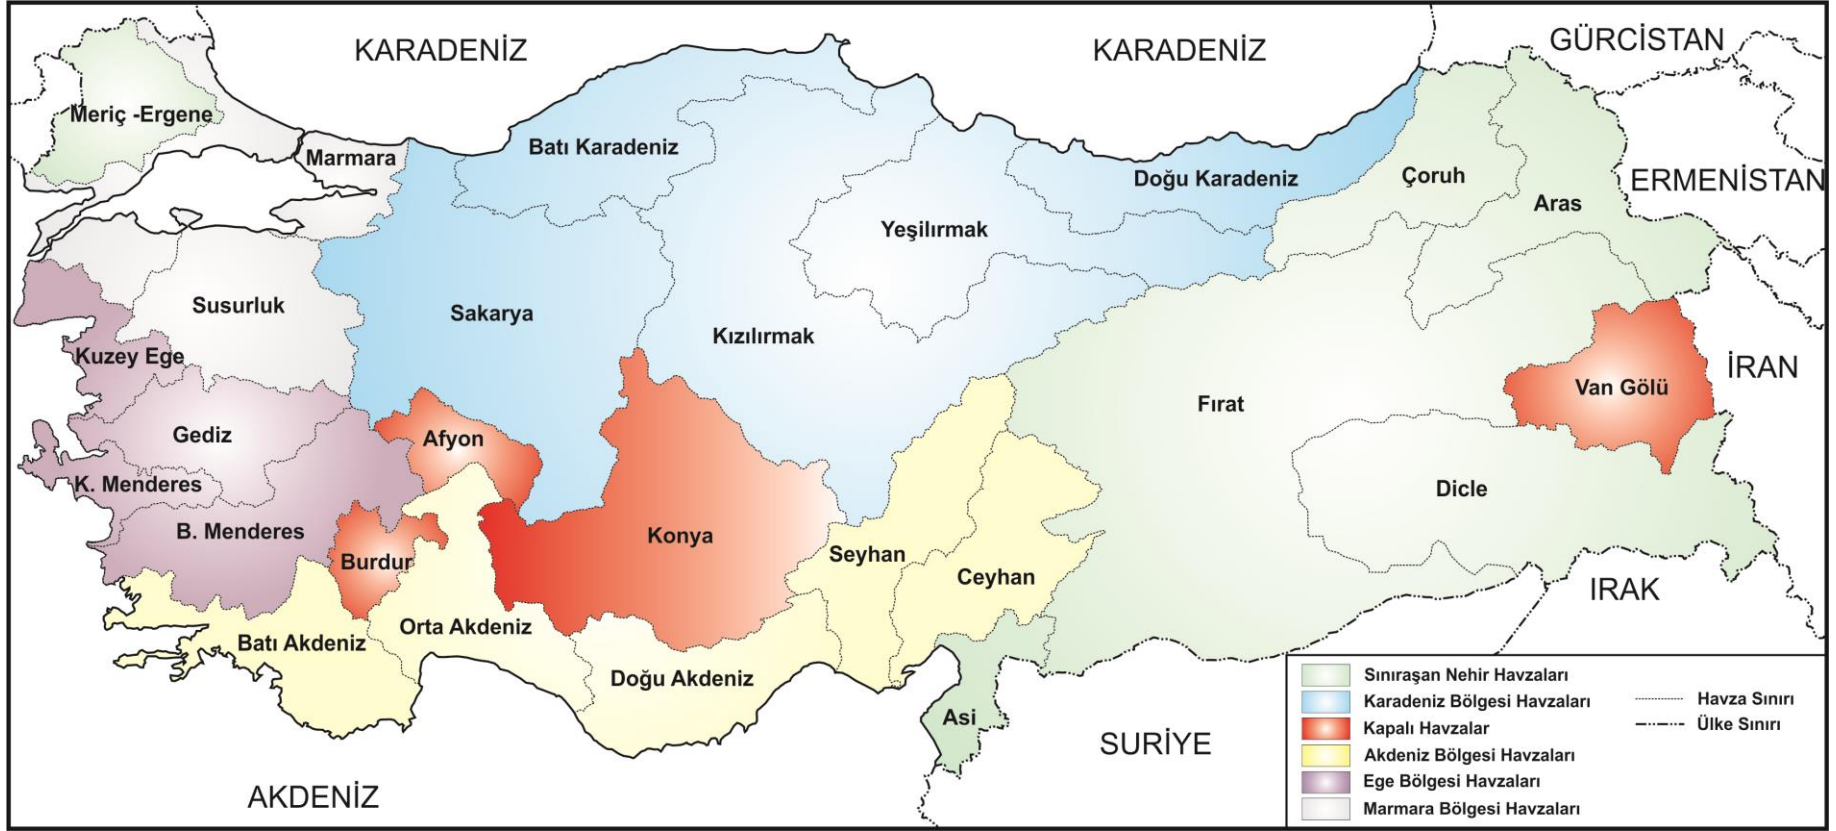 KARADENİZ
KARADENİZ
GÜRCİSTAN
Meriç -Ergene
Marmara
Batı Karadeniz
Doğu Karadeniz
Çoruh
ERMENİSTAN
Aras
Yeşilırmak
Susurluk
Sakarya
Kızılırmak
Kuzey Ege
İRAN
Van Gölü
Fırat
Gediz
Afyon
K. Menderes
Dicle
B. Menderes
Konya
Burdur
Seyhan
Ceyhan
IRAK
Orta Akdeniz
Batı Akdeniz
Doğu Akdeniz
Asi
SURİYE
AKDENİZ
Sınıraşan Nehir Havzaları
Karadeniz Bölgesi Havzaları
Kapalı Havzalar
Akdeniz Bölgesi Havzaları
Ege Bölgesi Havzaları
Marmara Bölgesi Havzaları
Havza Sınırı
Ülke Sınırı